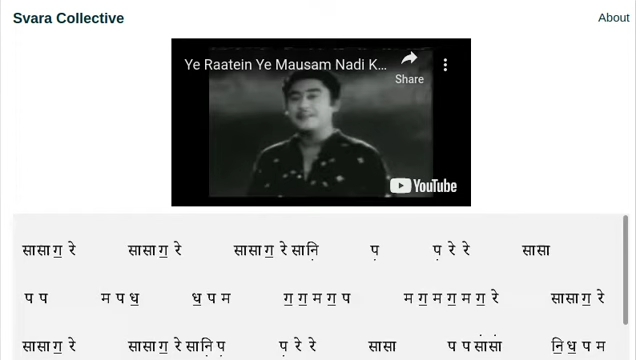 Svara Collective
About
Ye Raatein Ye Mausam Nadi K...
Share
YouTube
सासाग॒ रे सासाग॒ रे सासाग॒ रे सानि़ प़ प़ रे रे सासा
प प म प ध॒ ध॒ प म ग॒ ग॒ म ग॒ प म ग॒ म ग॒ म ग॒ रे सासाग॒ रे
सासाग॒ रे सासाग॒ रे सानि़ प़ प़ रे रे सासा प प सा॑सा॑ नि॒ ध॒ प म